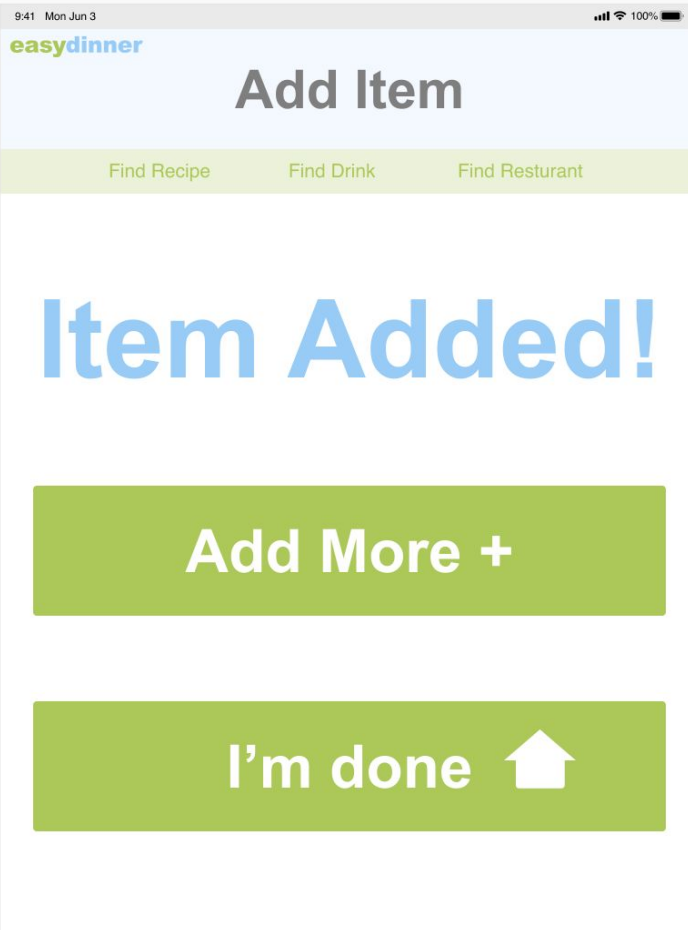 9:41 Mon Jun 3 100%
easydinner
Add Item
Find Recipe Find Drink Find Resturant
Item Added!
Add More +
I’m done